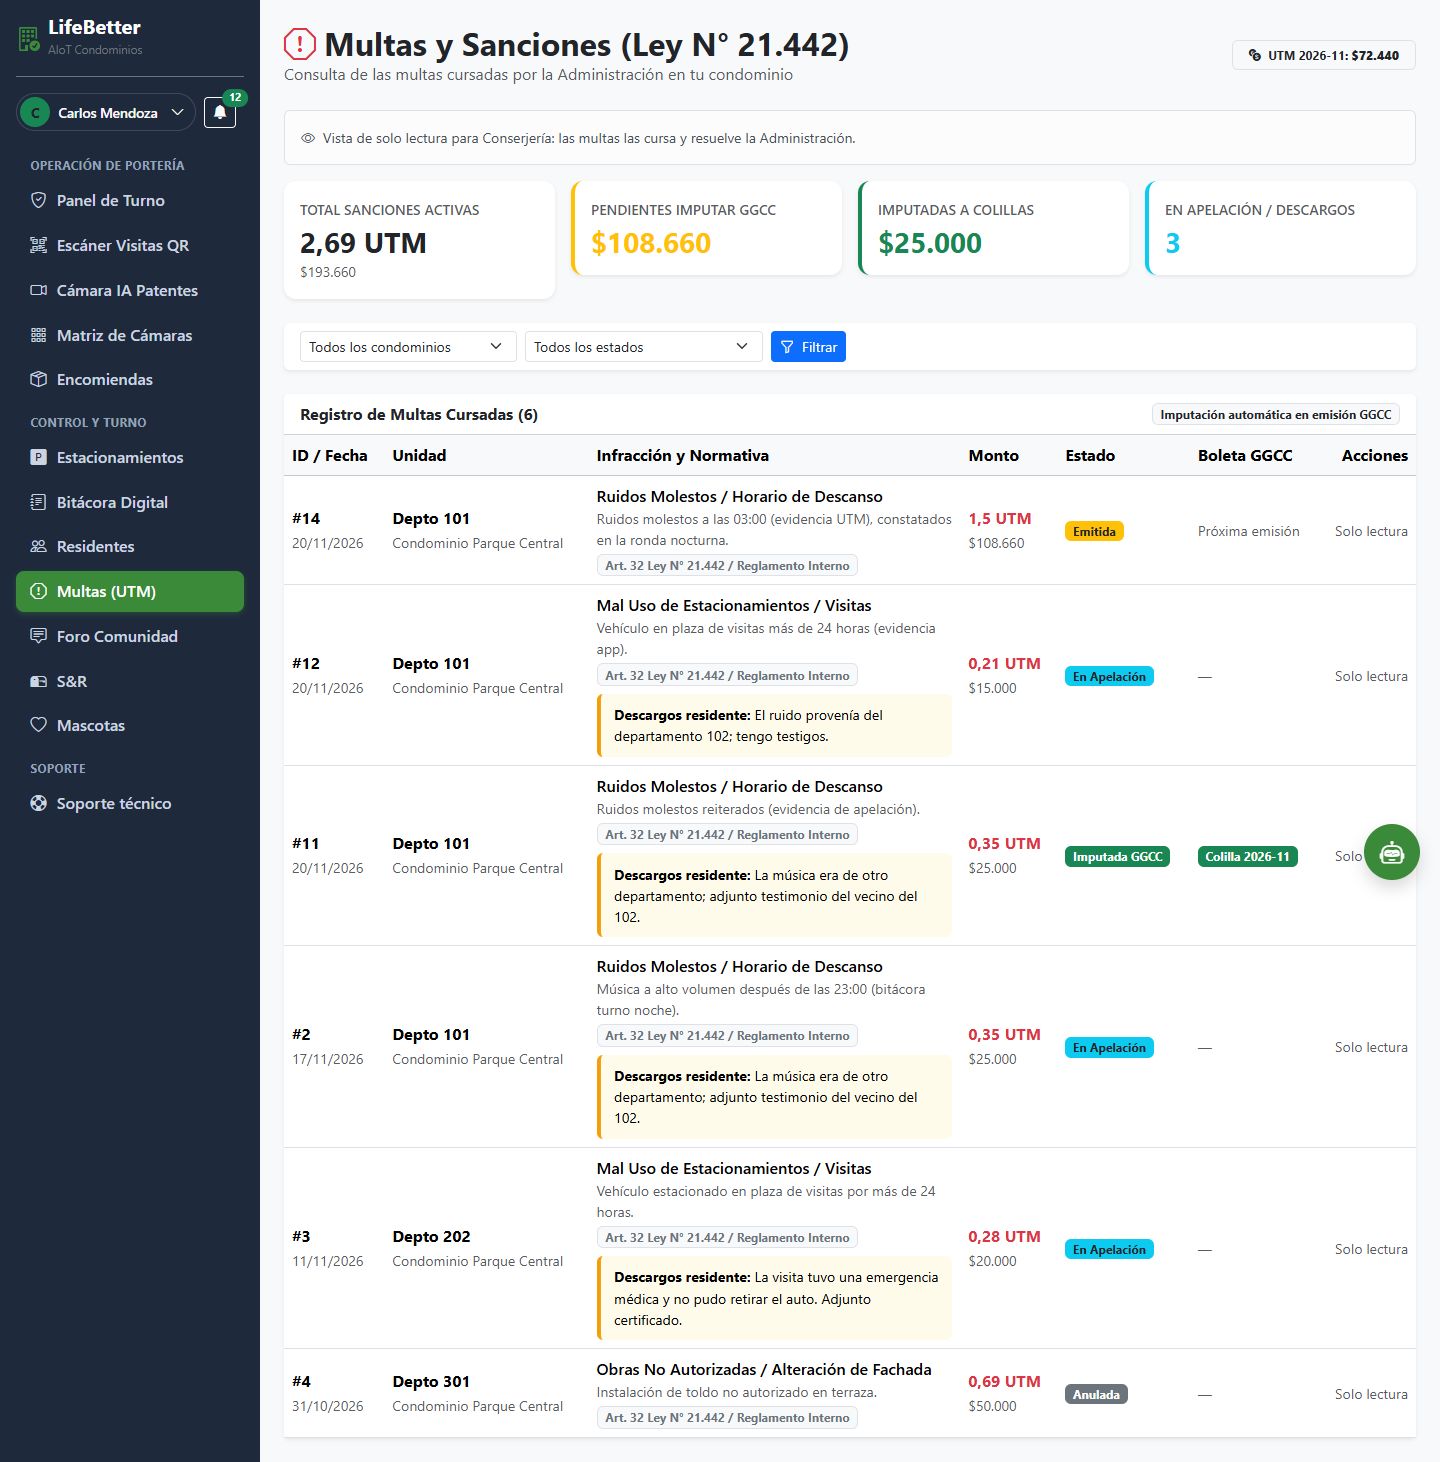 LifeBetter
AIoT Condominios
C
Carlos Mendoza
12
OPERACIÓN DE PORTERÍA
Panel de Turno
Escáner Visitas QR
Cámara IA Patentes
Matriz de Cámaras
Encomiendas
CONTROL Y TURNO
P Estacionamientos
Bitácora Digital
Residentes
Multas (UTM)
Foro Comunidad
S&R
Mascotas
SOPORTE
Soporte técnico
Multas y Sanciones (Ley N° 21.442)
Consulta de las multas cursadas por la Administración en tu condominio
UTM 2026-11: $72.440
Vista de solo lectura para Conserjería: las multas las cursa y resuelve la Administración.
TOTAL SANCIONES ACTIVAS
2,69 UTM
$193.660
PENDIENTES IMPUTAR GGCC
$108.660
IMPUTADAS A COLILLAS
$25.000
EN APELACIÓN / DESCARGOS
3
Todos los condominios
Todos los estados
Filtrar
Registro de Multas Cursadas (6)
Imputación automática en emisión GGCC
ID / Fecha Unidad Infracción y Normativa Monto Estado Boleta GGCC Acciones
#14
20/11/2026
Depto 101
Condominio Parque Central
Ruidos Molestos / Horario de Descanso
Ruidos molestos a las 03:00 (evidencia UTM), constatados
en la ronda nocturna.
Art. 32 Ley N° 21.442 / Reglamento Interno
1,5 UTM
$108.660
Emitida
Próxima emisión
Solo lectura
#12
20/11/2026
Depto 101
Condominio Parque Central
Mal Uso de Estacionamientos / Visitas
Vehículo en plaza de visitas más de 24 horas (evidencia
app).
Art. 32 Ley N° 21.442 / Reglamento Interno
Descargos residente: El ruido provenía del
departamento 102; tengo testigos.
0,21 UTM
$15.000
En Apelación
—
Solo lectura
#11
20/11/2026
Depto 101
Condominio Parque Central
Ruidos Molestos / Horario de Descanso
Ruidos molestos reiterados (evidencia de apelación).
Art. 32 Ley N° 21.442 / Reglamento Interno
Descargos residente: La música era de otro
departamento; adjunto testimonio del vecino del
102.
0,35 UTM
$25.000
Imputada GGCC
Colilla 2026-11
Solo
#2
17/11/2026
Depto 101
Condominio Parque Central
Ruidos Molestos / Horario de Descanso
Música a alto volumen después de las 23:00 (bitácora
turno noche).
Art. 32 Ley N° 21.442 / Reglamento Interno
Descargos residente: La música era de otro
departamento; adjunto testimonio del vecino del
102.
0,35 UTM
$25.000
En Apelación
—
Solo lectura
#3
11/11/2026
Depto 202
Condominio Parque Central
Mal Uso de Estacionamientos / Visitas
Vehículo estacionado en plaza de visitas por más de 24
horas.
Art. 32 Ley N° 21.442 / Reglamento Interno
Descargos residente: La visita tuvo una emergencia
médica y no pudo retirar el auto. Adjunto
certificado.
0,28 UTM
$20.000
En Apelación
—
Solo lectura
#4
31/10/2026
Depto 301
Condominio Parque Central
Obras No Autorizadas / Alteración de Fachada
Instalación de toldo no autorizado en terraza.
Art. 32 Ley N° 21.442 / Reglamento Interno
0,69 UTM
$50.000
Anulada
—
Solo lectura